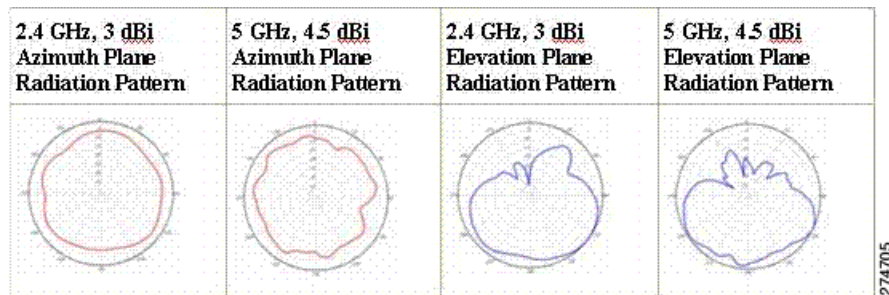 2.4 GHz, 3 dBi
Azimuth Plane
Radiation Pattern
5 GHz, 4.5 dBi
Azimuth Plane
Radiation Pattern
2.4 GHz, 3 dBi
Elevation Plane
Radiation Pattern
5 GHz, 4.5 dBi
Elevation Plane
Radiation Pattern
274705